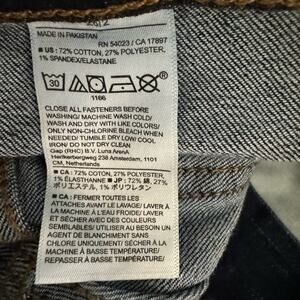 26/2
MADE IN PAKISTAN RN 54023 / CA 17897
■ US: 72% COTTON, 27% POLYESTER,
1% SPANDEX/ELASTANE
30
1166
CLOSE ALL FASTENERS BEFORE
WASHING/ MACHINE WASH COLD/
WASH AND DRY WITH LIKE COLORS/
ONLY NON-CHLORINE BLEACH WHEN
NEEDED/ TUMBLE DRY LOW/ COOL
IRON/ DO NOT DRY CLEAN
Gap (RHC) B.V. Luna Arena,
Herikerbergweg 238 Amsterdam, 1101
CM, Netherlands
■ CA: 72% COTON, 27% POLYESTER,
1% ÉLASTHANNE ■ JP: 72% 綿, 27%
ポリエステル, 1% ポリウレタン
■ CA : FERMER TOUTES LES
ATTACHES AVANT LE LAVAGE/ LAVER À
LA MACHINE À L'EAU FROIDE/ LAVER
ET SÉCHER AVEC DES COULEURS
SEMBLABLES/ UTILISER AU BESOIN UN
AGENT DE BLANCHIMENT SANS
CHLORE UNIQUEMENT/ SÉCHER À LA
MACHINE À BASSE TEMPÉRATURE/
REPASSER À BASSE TEMPÉRATURE/